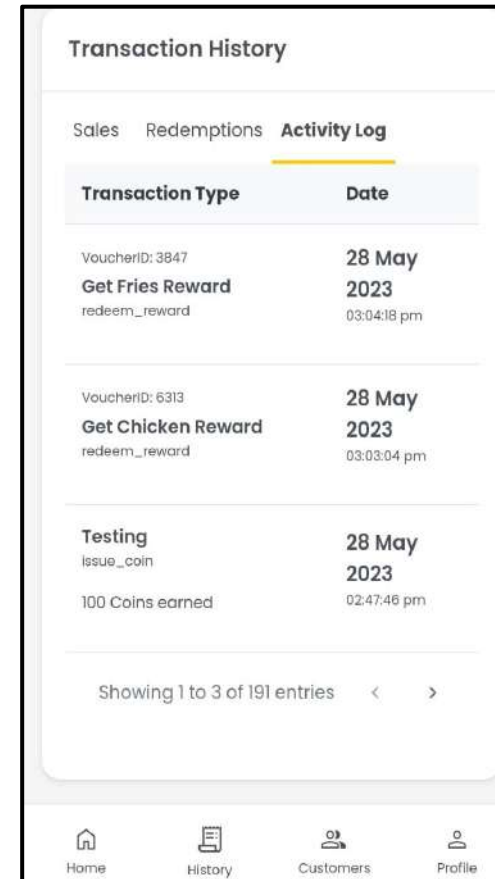 Transaction History
Sales Redemptions Activity Log
Transaction Type Date
VoucherID: 3847
Get Fries Reward
redeem_reward
28 May
2023
03:04:18 pm
VoucherID: 6313
Get Chicken Reward
redeem_reward
28 May
2023
03:03:04 pm
Testing
issue_coin
100 Coins earned
28 May
2023
02:47:46 pm
Showing 1 to 3 of 191 entries < >
Home History Customers Profile